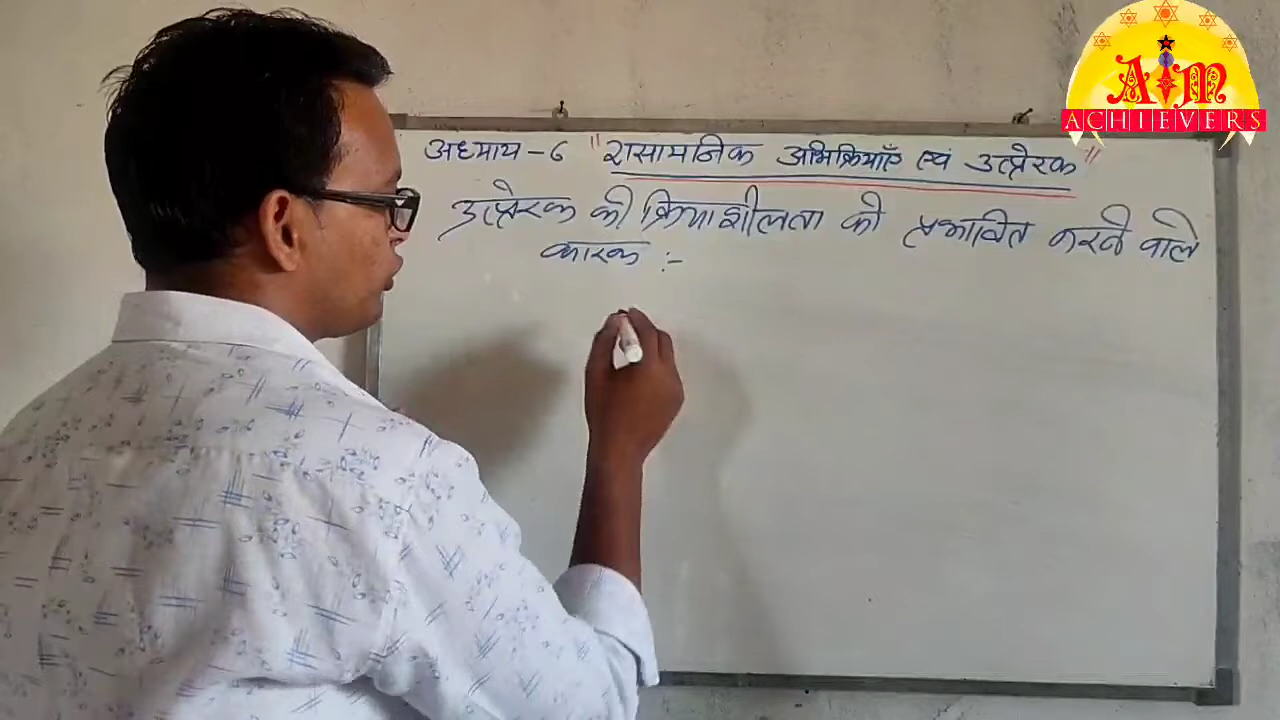 AIM
ACHIEVERS
अध्याय - 6 "रासायनिक अभिक्रियाएँ एवं उत्प्रेरक"
उत्प्रेरक की क्रियाशीलता को प्रभावित करने वाले
कारक :-